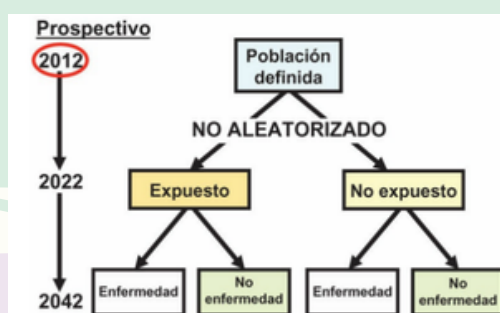 Prospectivo
2012
Población
definida
NO ALEATORIZADO
2022
Expuesto
No expuesto
2042
Enfermedad
No
enfermedad
Enfermedad
No
enfermedad